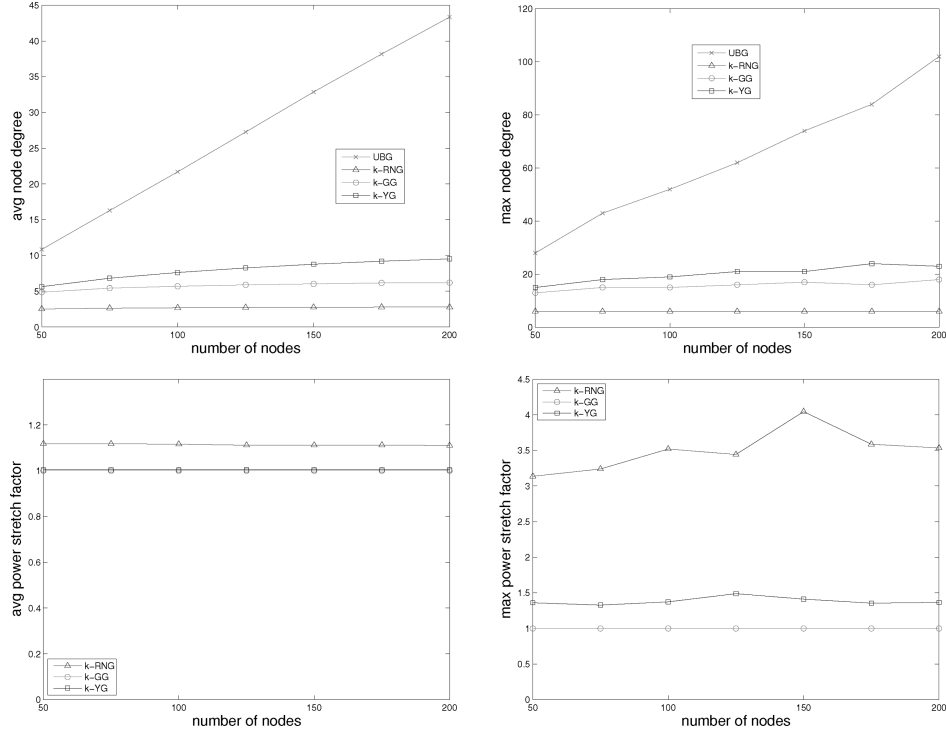 45
40
35
30
25
20
15
10
5
0
50
100
150
200
avg node degree
number of nodes
UBG
k-RNG
k-GG
k-YG
120
100
80
60
40
20
0
50
100
150
200
max node degree
number of nodes
UBG
k-RNG
k-GG
k-YG
1.2
1
0.8
0.6
0.4
0.2
0
50
100
150
200
avg power stretch factor
number of nodes
k-RNG
k-GG
k-YG
4.5
4
3.5
3
2.5
2
1.5
1
0.5
0
50
100
150
200
max power stretch factor
number of nodes
k-RNG
k-GG
k-YG